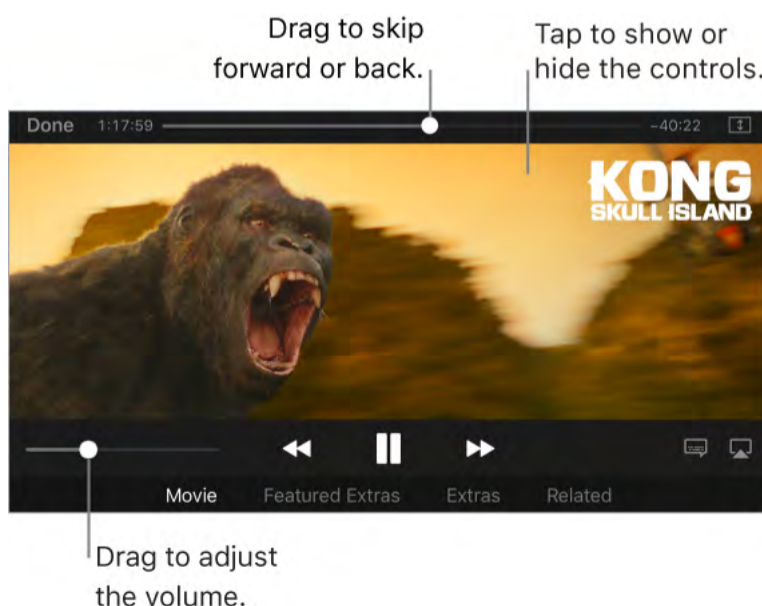 Drag to skip
forward or back.
Tap to show or
hide the controls.
Done 1:17:59 −40:22
KONG
SKULL ISLAND
Movie Featured Extras Extras Related
Drag to adjust
the volume.